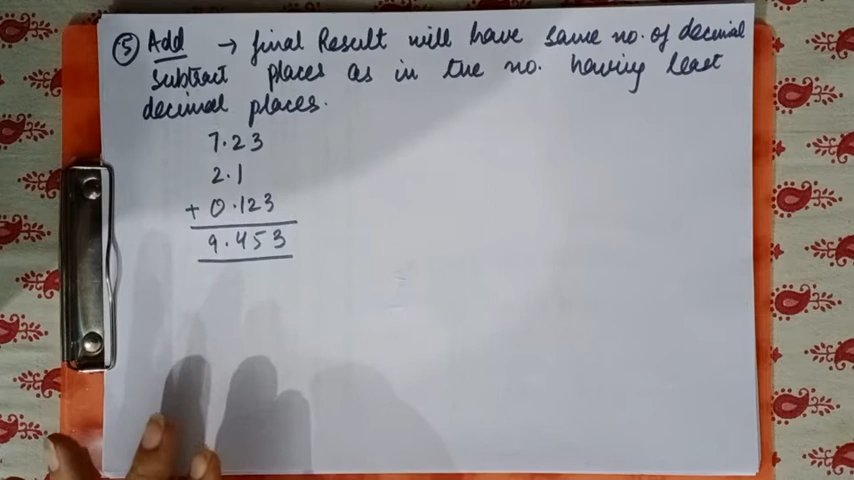 ⑤ Add → final Result will have same no. of decimal
subtract places as in the no. having least
decimal places.
7.23
2.1
+ 0.123
9.453